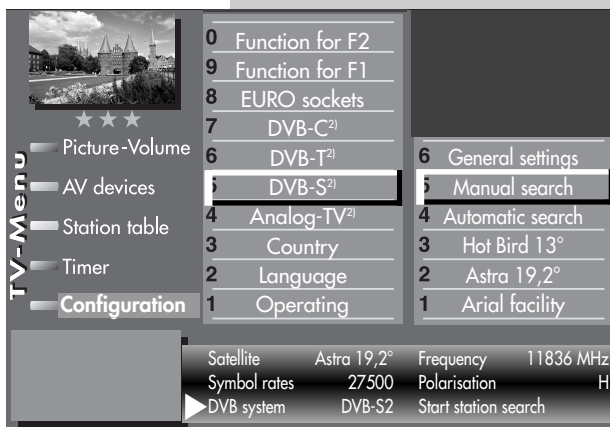 TV-Menu
Picture-Volume
AV devices
Station table
Timer
Configuration
0 Function for F2
9 Function for F1
8 EURO sockets
7 DVB-C2)
6 DVB-T2)
5 DVB-S2)
4 Analog-TV2)
3 Country
2 Language
1 Operating
6 General settings
5 Manual search
4 Automatic search
3 Hot Bird 13°
2 Astra 19,2°
1 Arial facility
Satellite Astra 19,2° Frequency 11836 MHz
Symbol rates 27500 Polarisation H
DVB system DVB-S2 Start station search